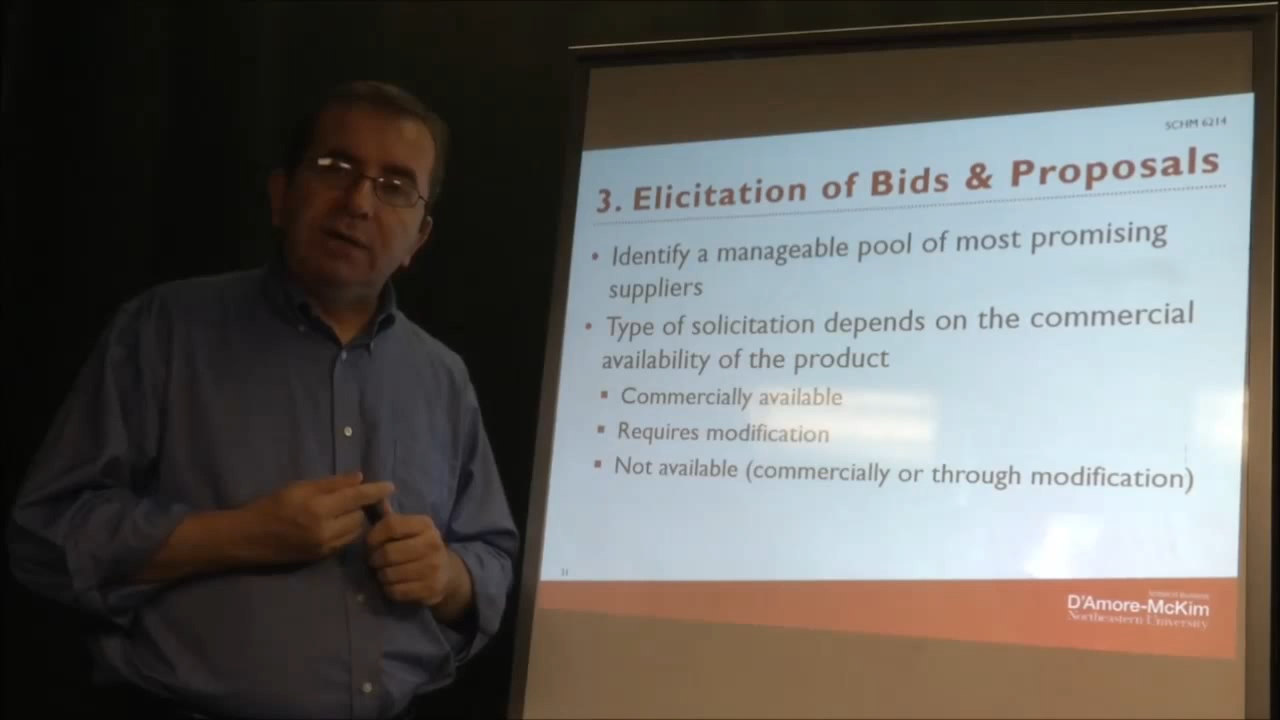 SCHM 6214
3. Elicitation of Bids & Proposals
• Identify a manageable pool of most promising
suppliers
• Type of solicitation depends on the commercial
availability of the product
▪ Commercially available
▪ Requires modification
▪ Not available (commercially or through modification)
D'Amore-McKim
Northeastern University